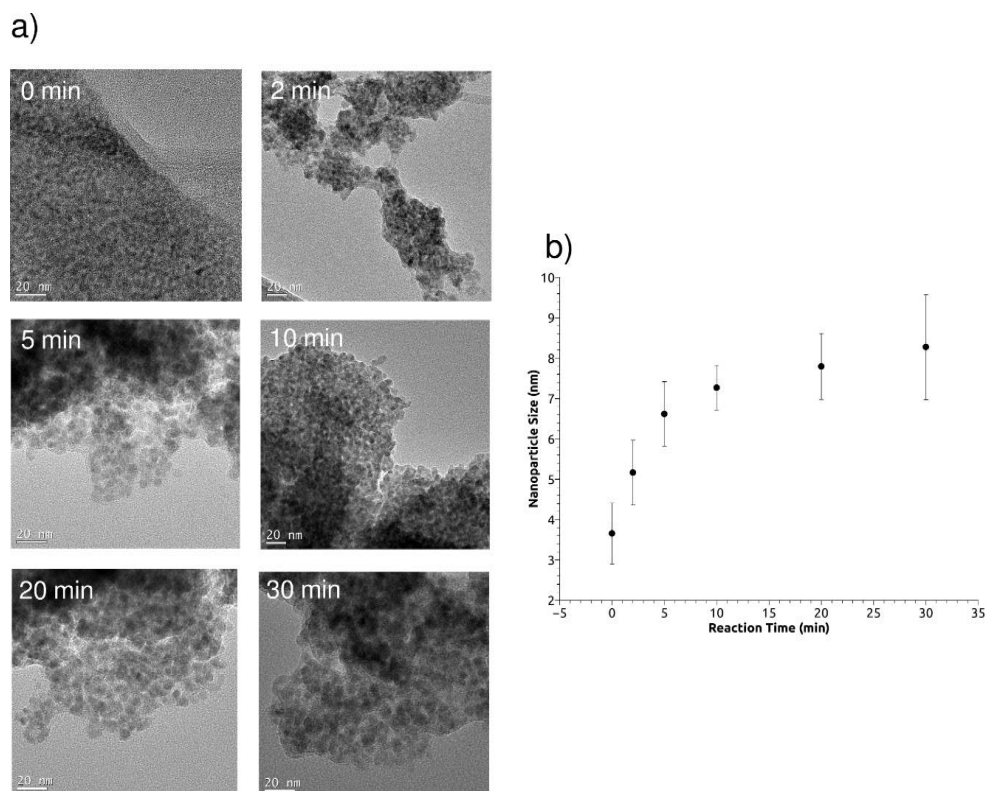 a)
0 min
20 nm
2 min
20 nm
5 min
20 nm
10 min
20 nm
20 min
20 nm
30 min
20 nm
b)
10
9
8
7
6
5
4
3
2
Nanoparticle Size (nm)
−5 0 5 10 15 20 25 30 35
Reaction Time (min)